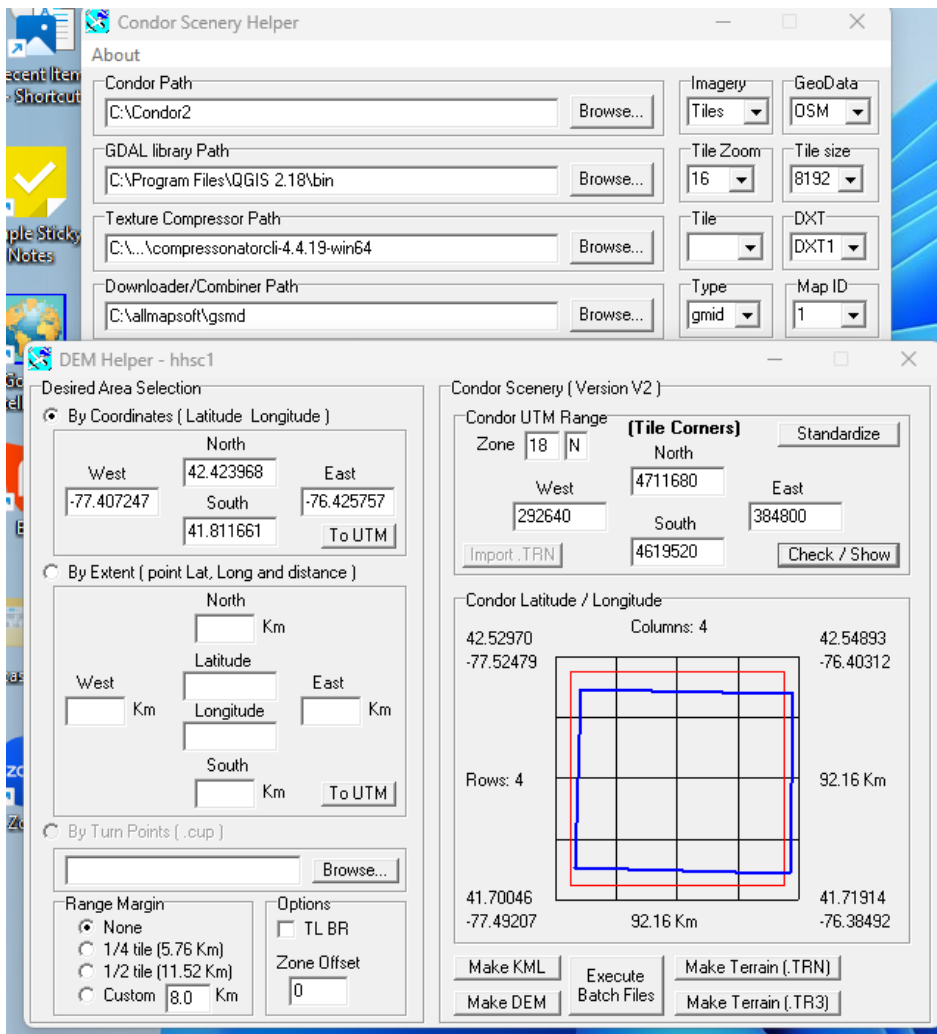 Condor Scenery Helper
About
Recent Item
- Shortcut
Condor Path
C:\Condor2
Browse...
Imagery
Tiles
GeoData
OSM
GDAL library Path
C:\Program Files\QGIS 2.18\bin
Browse...
Tile Zoom
16
Tile size
8192
ple Sticky
Notes
Texture Compressor Path
C:\...\compressonatorcli-4.4.19-win64
Browse...
Tile
DXT
DXT1
Downloader/Combiner Path
C:\allmapsoft\gsmd
Browse...
Type
gmid
Map ID
1
DEM Helper - hhsc1
Desired Area Selection
By Coordinates ( Latitude Longitude )
North
42.423968
West
-77.407247
East
-76.425757
South
41.811661
To UTM
By Extent ( point Lat, Long and distance )
North
Km
Latitude
West
Km
East
Km
Longitude
South
Km
To UTM
By Turn Points ( .cup )
Browse...
Range Margin
None
1/4 tile (5.76 Km)
1/2 tile (11.52 Km)
Custom 8.0 Km
Options
TL BR
Zone Offset
0
Condor Scenery ( Version V2 )
Condor UTM Range
Zone 18 N
(Tile Corners)
Standardize
North
4711680
West
292640
East
384800
South
4619520
Import .TRN
Check / Show
Condor Latitude / Longitude
Columns: 4
42.52970
-77.52479
42.54893
-76.40312
Rows: 4
92.16 Km
41.70046
-77.49207
92.16 Km
41.71914
-76.38492
Make KML
Execute
Batch Files
Make Terrain (.TRN)
Make DEM
Make Terrain (.TR3)